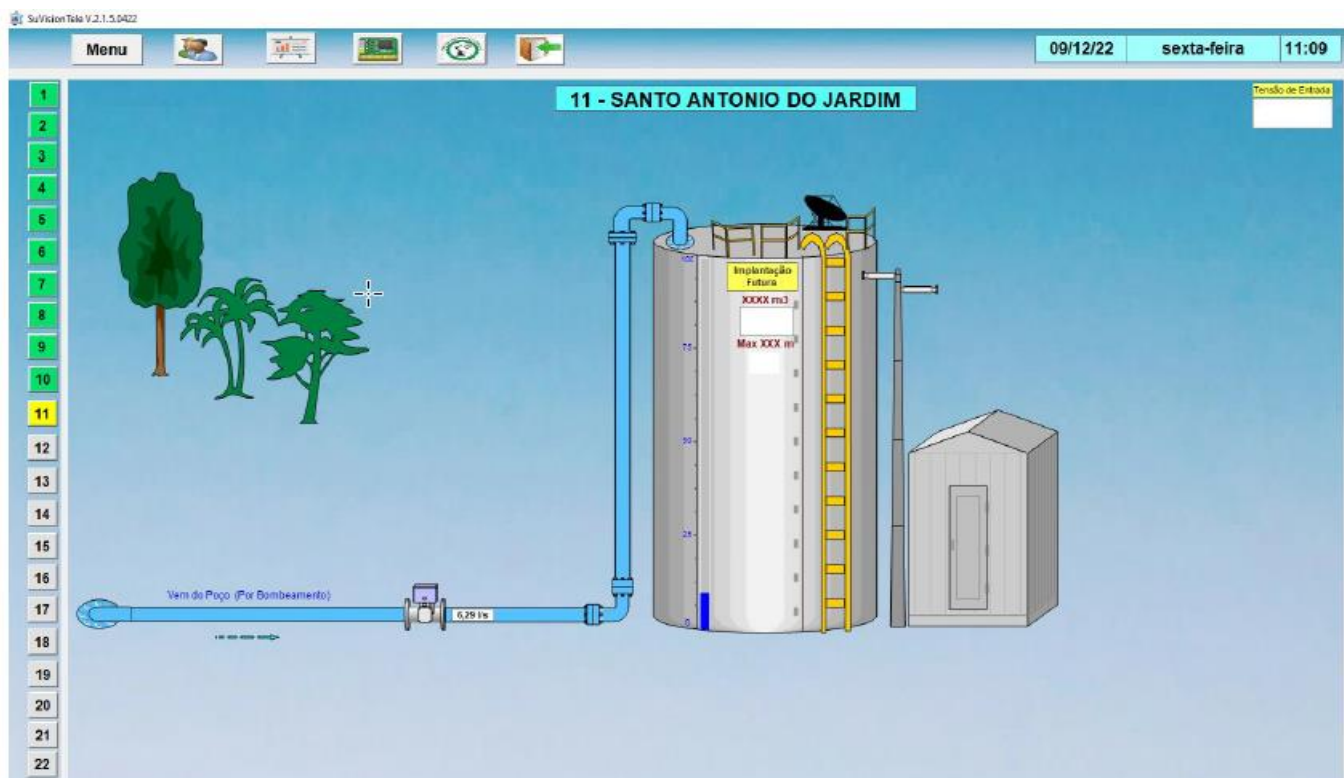 SuVisionTele V.2.1.5.0422
Menu
09/12/22
sexta-feira
11:09
11 - SANTO ANTONIO DO JARDIM
Tensão de Entrada
1
2
3
4
5
6
7
8
9
10
11
12
13
14
15
16
17
18
19
20
21
22
100
Implantação
Futura
XXXX m3
Max XXX m³
75
50
25
0
Vem do Poço (Por Bombeamento)
6,29 l/s